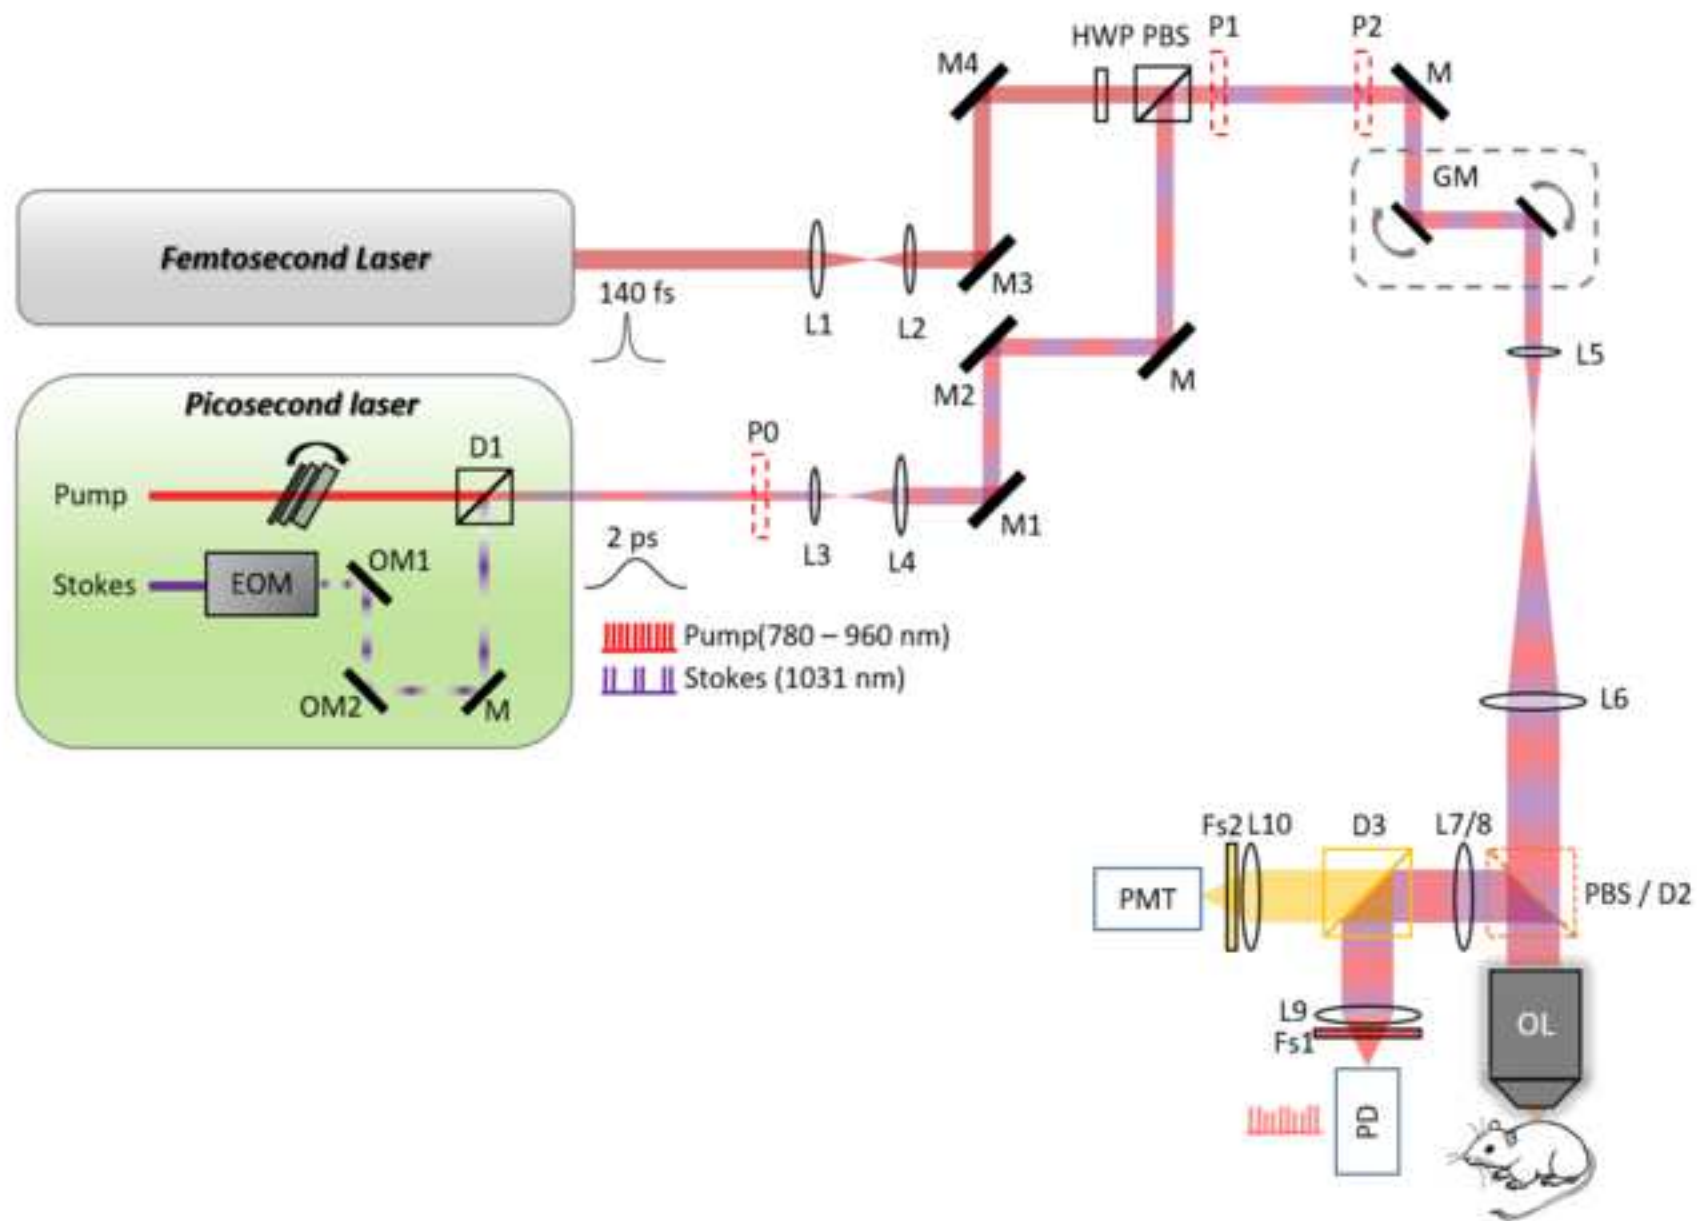 HWP PBS
P1
P2
M4
M
GM
Femtosecond Laser
140 fs
L1
L2
M3
L5
M2
M
Picosecond laser
D1
P0
Pump
M1
2 ps
L3
L4
OM1
Stokes
EOM
Pump(780 – 960 nm)
Stokes (1031 nm)
OM2
M
L6
Fs2
L10
D3
L7/8
PMT
PBS / D2
L9
Fs1
OL
PD